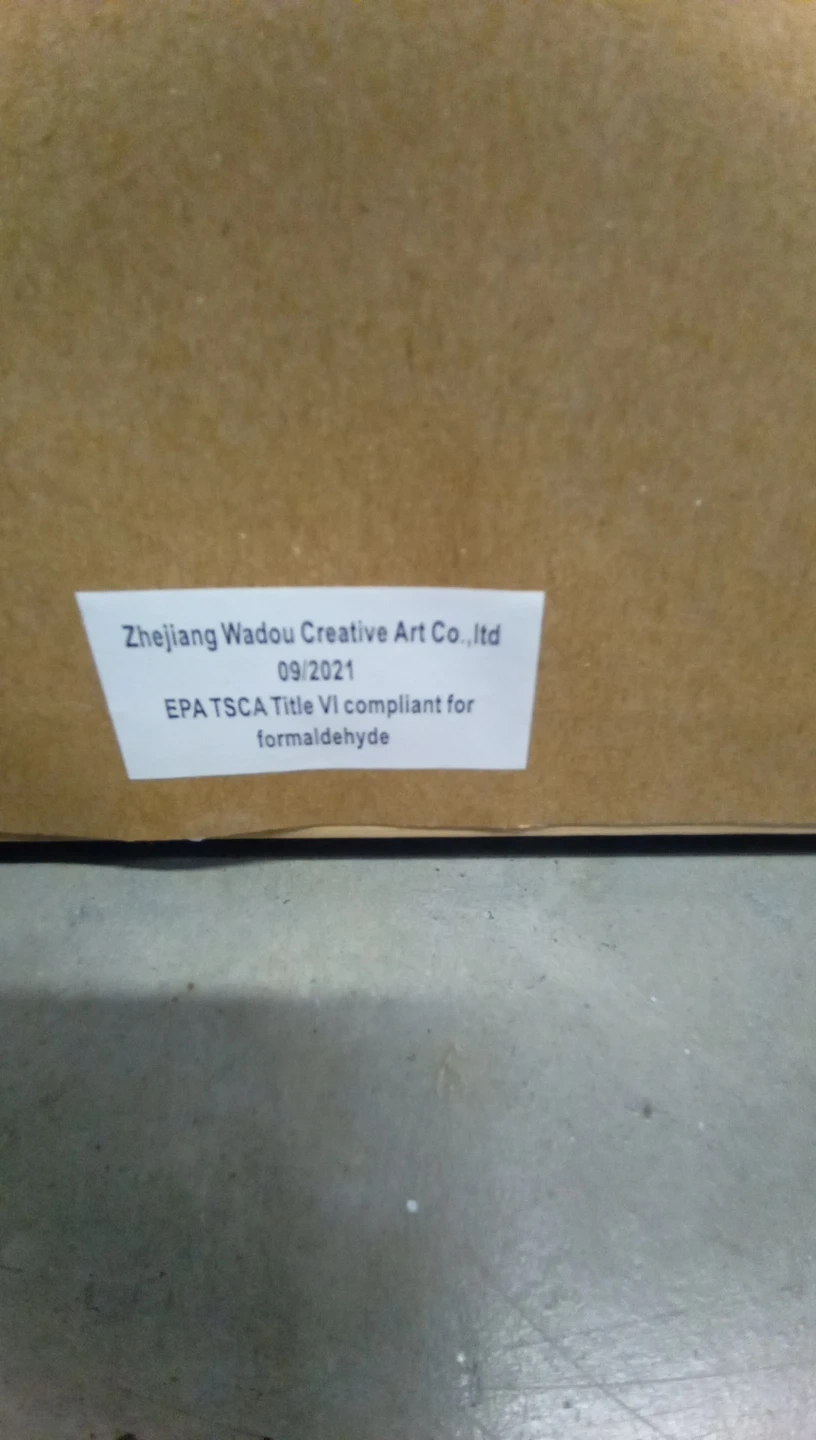 Zhejiang Wadou Creative Art Co.,ltd
09/2021
EPA TSCA Title VI compliant for
formaldehyde